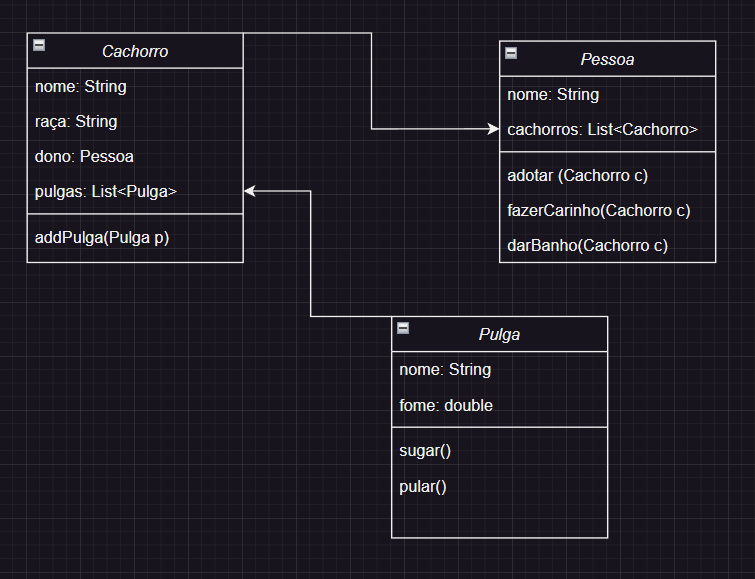 Cachorro
nome: String
raça: String
dono: Pessoa
pulgas: List<Pulga>
addPulga(Pulga p)
Pessoa
nome: String
cachorros: List<Cachorro>
adotar (Cachorro c)
fazerCarinho(Cachorro c)
darBanho(Cachorro c)
Pulga
nome: String
fome: double
sugar()
pular()